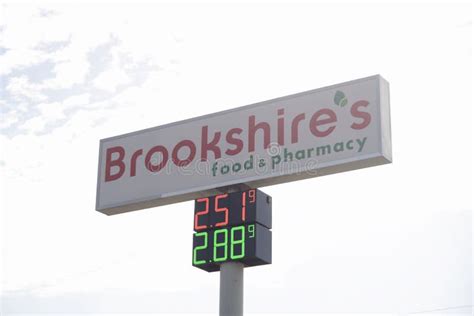 Brookshire's
food & pharmacy
2.51 9
2.88 9